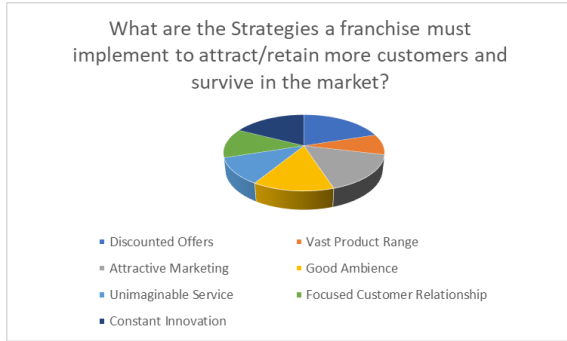 What are the Strategies a franchise must
implement to attract/retain more customers and
survive in the market?
Discounted Offers
Vast Product Range
Attractive Marketing
Good Ambience
Unimaginable Service
Focused Customer Relationship
Constant Innovation